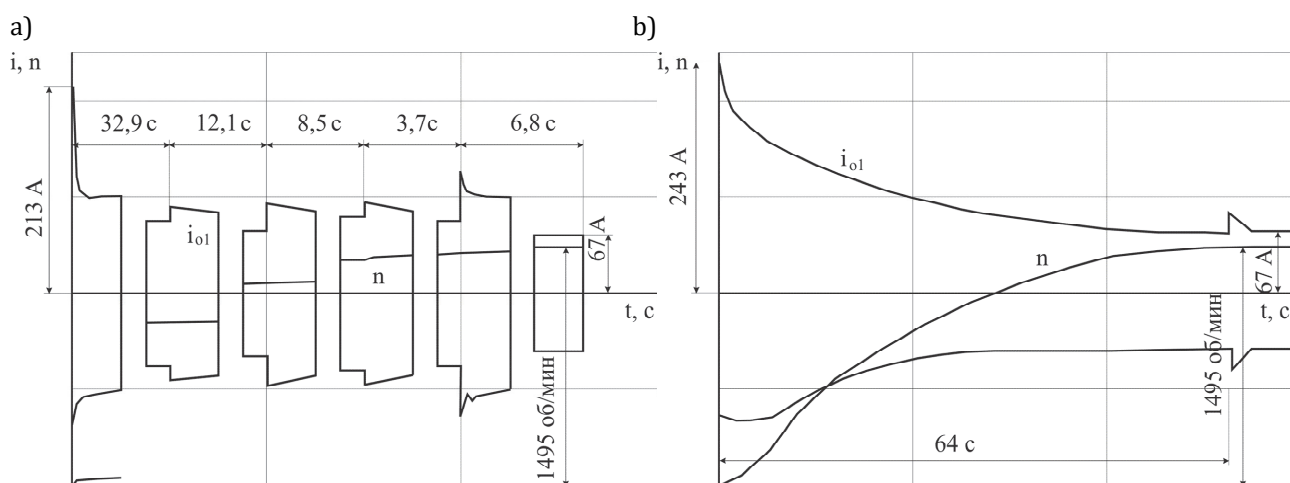 a)
i, n
32,9 с
12,1 с
8,5 с
3,7с
6,8 с
213 А
i₀₁
n
67 А
t, с
1495 об/мин
b)
i, n
243 А
i₀₁
n
67 А
t, с
1495 об/мин
64 с